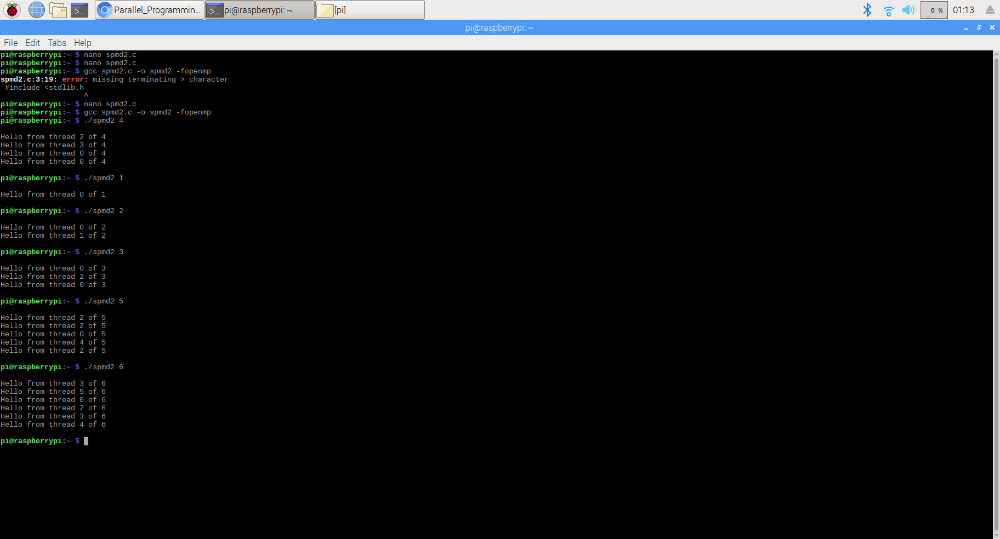 Parallel_Programmin... pi@raspberrypi: ~ [pi] 0 % 01:13
pi@raspberrypi: ~
File Edit Tabs Help
pi@raspberrypi:~ $ nano spmd2.c
pi@raspberrypi:~ $ nano spmd2.c
pi@raspberrypi:~ $ gcc spmd2.c -o spmd2 -fopenmp
spmd2.c:3:19: error: missing terminating > character
#include <stdlib.h
^
pi@raspberrypi:~ $ nano spmd2.c
pi@raspberrypi:~ $ gcc spmd2.c -o spmd2 -fopenmp
pi@raspberrypi:~ $ ./spmd2 4
Hello from thread 2 of 4
Hello from thread 3 of 4
Hello from thread 0 of 4
Hello from thread 0 of 4
pi@raspberrypi:~ $ ./spmd2 1
Hello from thread 0 of 1
pi@raspberrypi:~ $ ./spmd2 2
Hello from thread 0 of 2
Hello from thread 1 of 2
pi@raspberrypi:~ $ ./spmd2 3
Hello from thread 0 of 3
Hello from thread 2 of 3
Hello from thread 0 of 3
pi@raspberrypi:~ $ ./spmd2 5
Hello from thread 2 of 5
Hello from thread 2 of 5
Hello from thread 0 of 5
Hello from thread 4 of 5
Hello from thread 2 of 5
pi@raspberrypi:~ $ ./spmd2 6
Hello from thread 3 of 6
Hello from thread 5 of 6
Hello from thread 0 of 6
Hello from thread 2 of 6
Hello from thread 3 of 6
Hello from thread 4 of 6
pi@raspberrypi:~ $